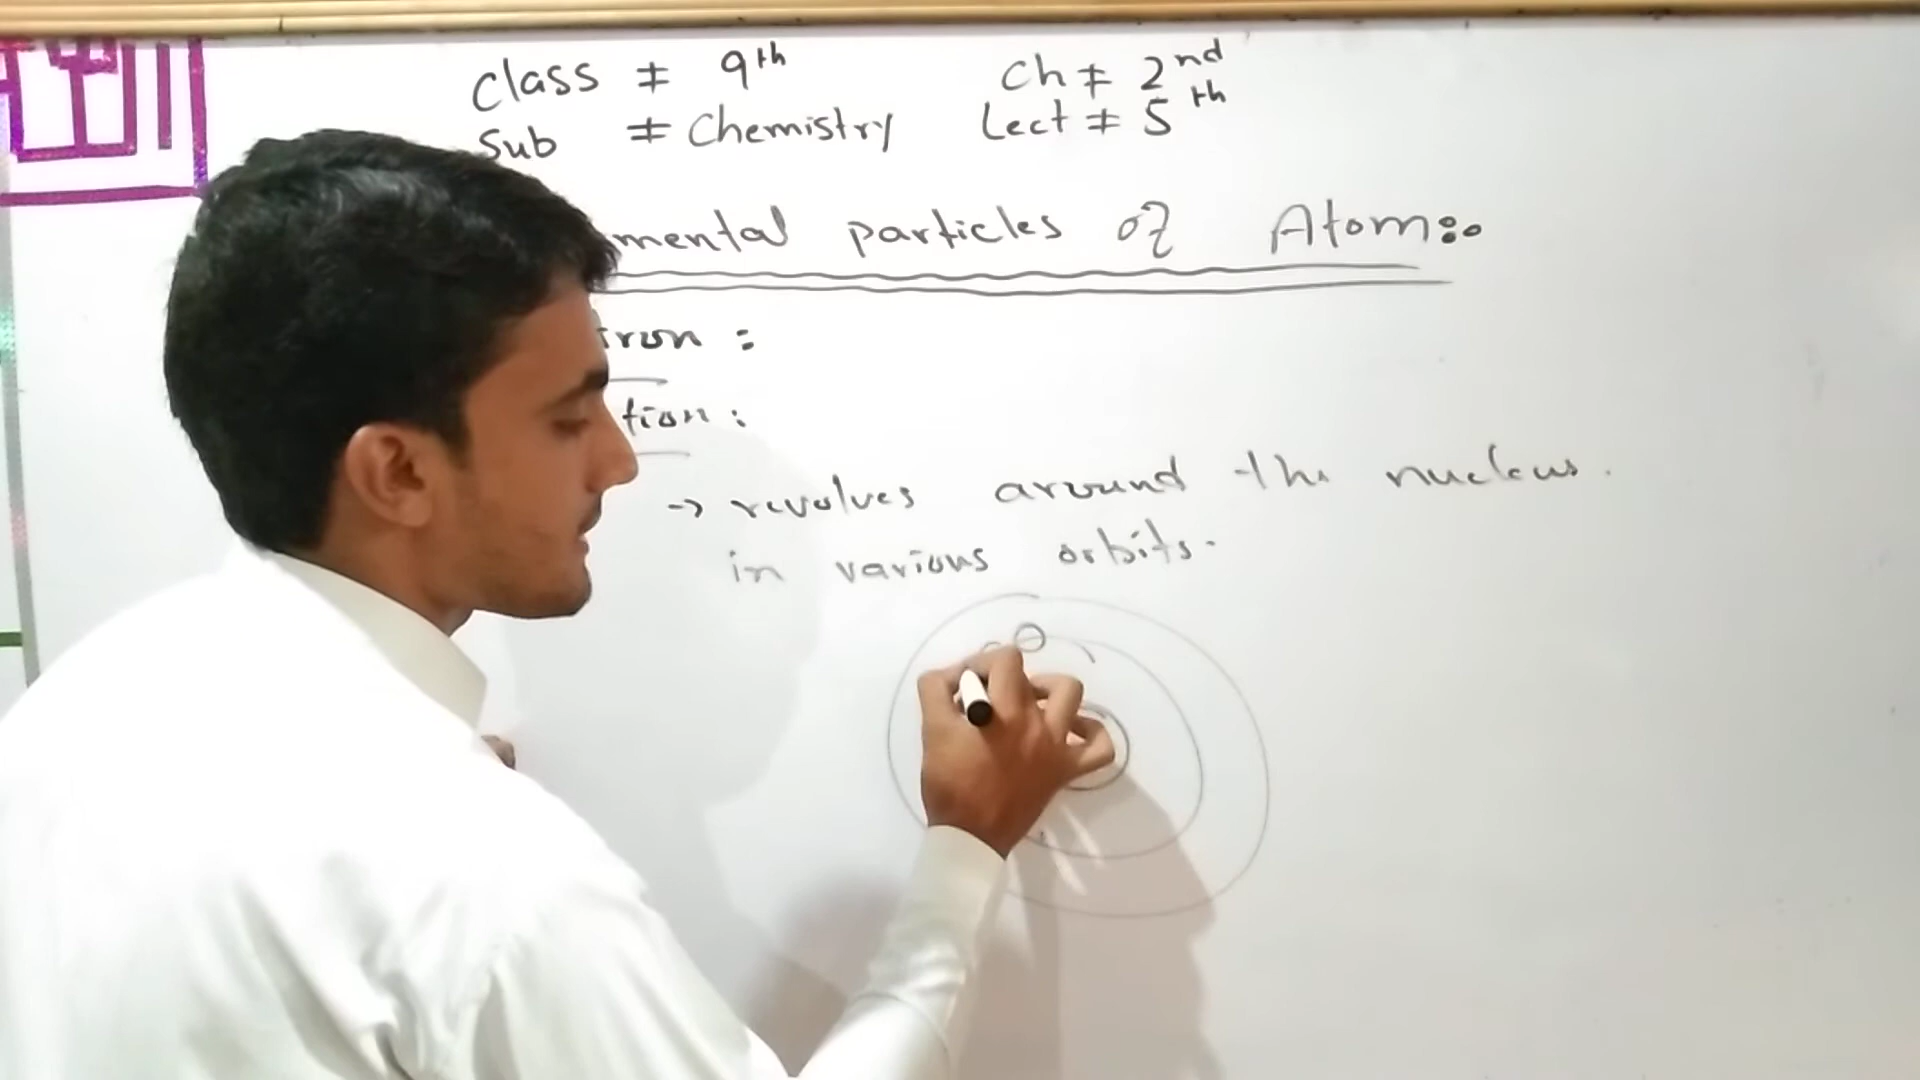 Class # 9th Ch # 2nd
Sub # Chemistry Lect # 5th
mental particles of Atom:.
tron :
tion :
→ revolves around the nucleus.
in various orbits.